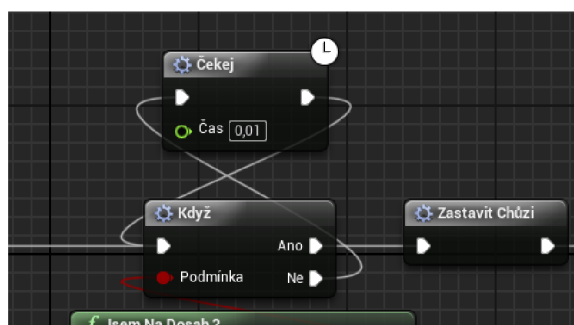 Čekej
Čas 0,01
Když
Zastavit Chůzi
Ano
Podmínka Ne
f Jsem Na Dosah ?